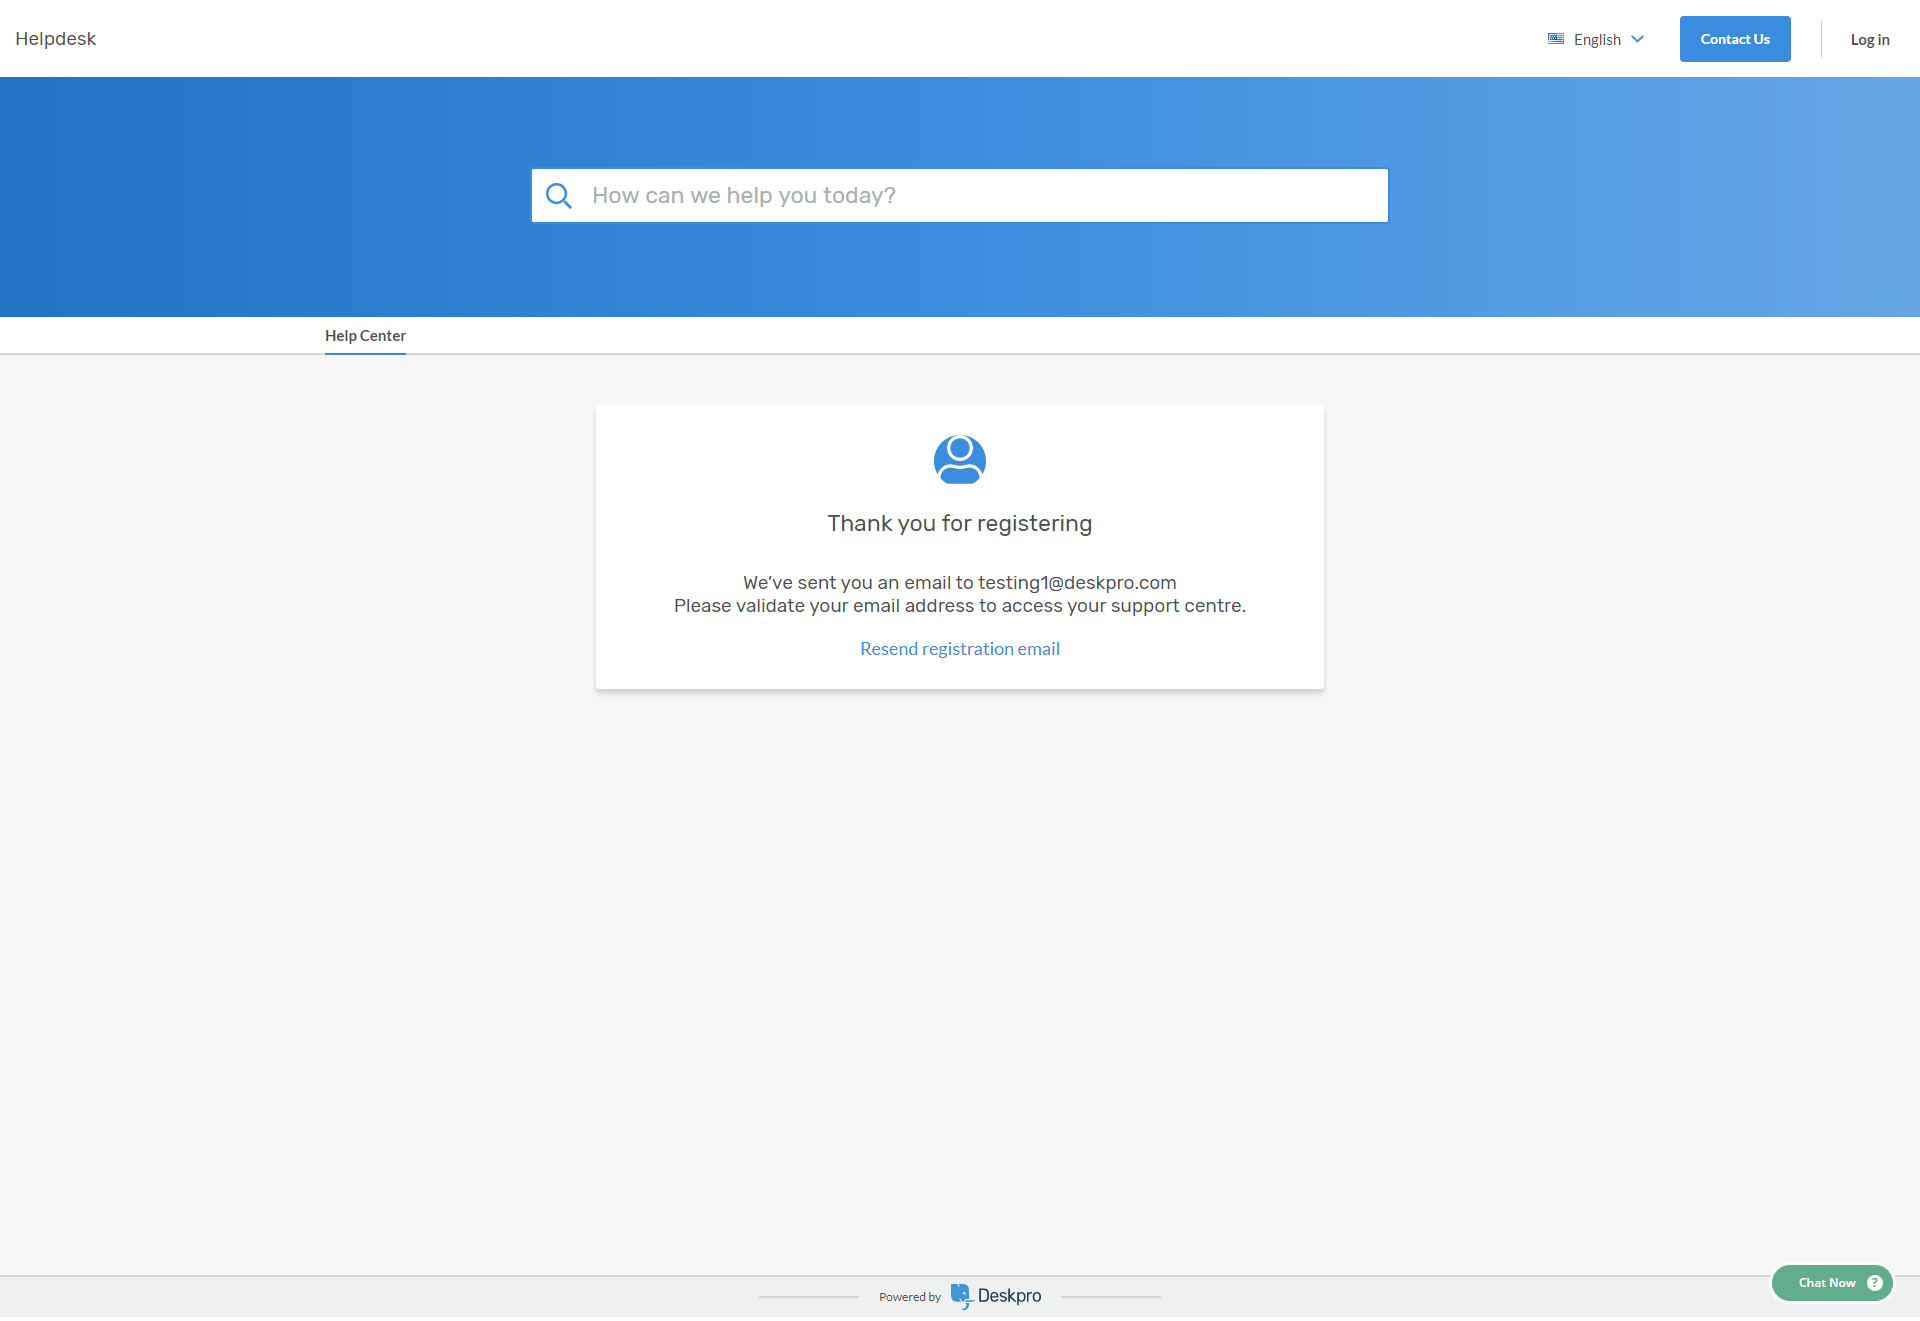 Helpdesk
English
Contact Us
Log in
How can we help you today?
Help Center
Thank you for registering
We've sent you an email to testing1@deskpro.com
Please validate your email address to access your support centre.
Resend registration email
Powered by Deskpro
Chat Now ?